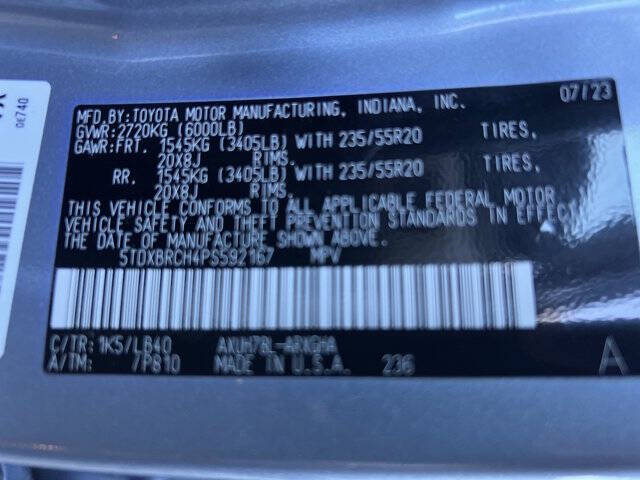 MFD.BY:TOYOTA MOTOR MANUFACTURING, INDIANA, INC. 07/23
GVWR:2720KG (6000LB)
GAWR:FRT. 1545KG (3405LB) WITH 235/55R20 TIRES,
20X8J RIMS.
RR. 1545KG (3405LB) WITH 235/55R20 TIRES,
20X8J RIMS.
THIS VEHICLE CONFORMS TO ALL APPLICABLE FEDERAL MOTOR
VEHICLE SAFETY AND THEFT PREVENTION STANDARDS IN EFFECT
ON THE DATE OF MANUFACTURE SHOWN ABOVE.
5TDXBRCH4PS592167 MPV
C/TR:1K5/LB40
A/TM: /P810 MADE IN U.S.A. 236 A
0E740